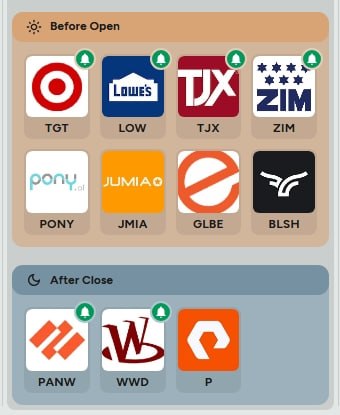 Before Open
LOWE'S
TJX
ZIM
TGT
LOW
TJX
ZIM
pony.ai
JUMIA
PONY
JMIA
GLBE
BLSH
After Close
W
PANW
WWD
P